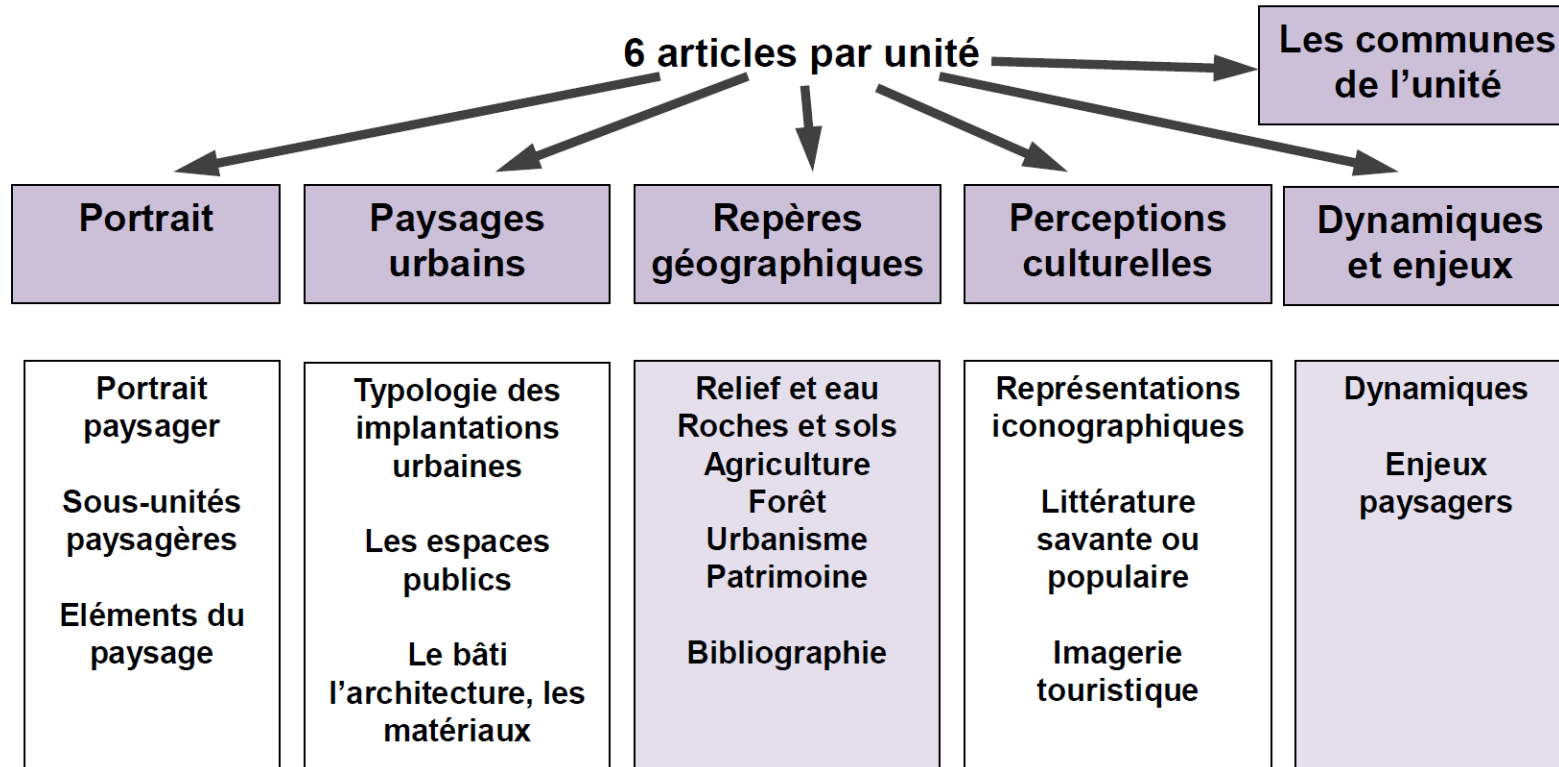 6 articles par unité
Les communes
de l’unité
Portrait
Paysages
urbains
Repères
géographiques
Perceptions
culturelles
Dynamiques
et enjeux
Portrait
paysager
Sous-unités
paysagères
Eléments du
paysage
Typologie des
implantations
urbaines
Les espaces
publics
Le bâti
l’architecture, les
matériaux
Relief et eau
Roches et sols
Agriculture
Forêt
Urbanisme
Patrimoine
Bibliographie
Représentations
iconographiques
Littérature
savante ou
populaire
Imagerie
touristique
Dynamiques
Enjeux
paysagers